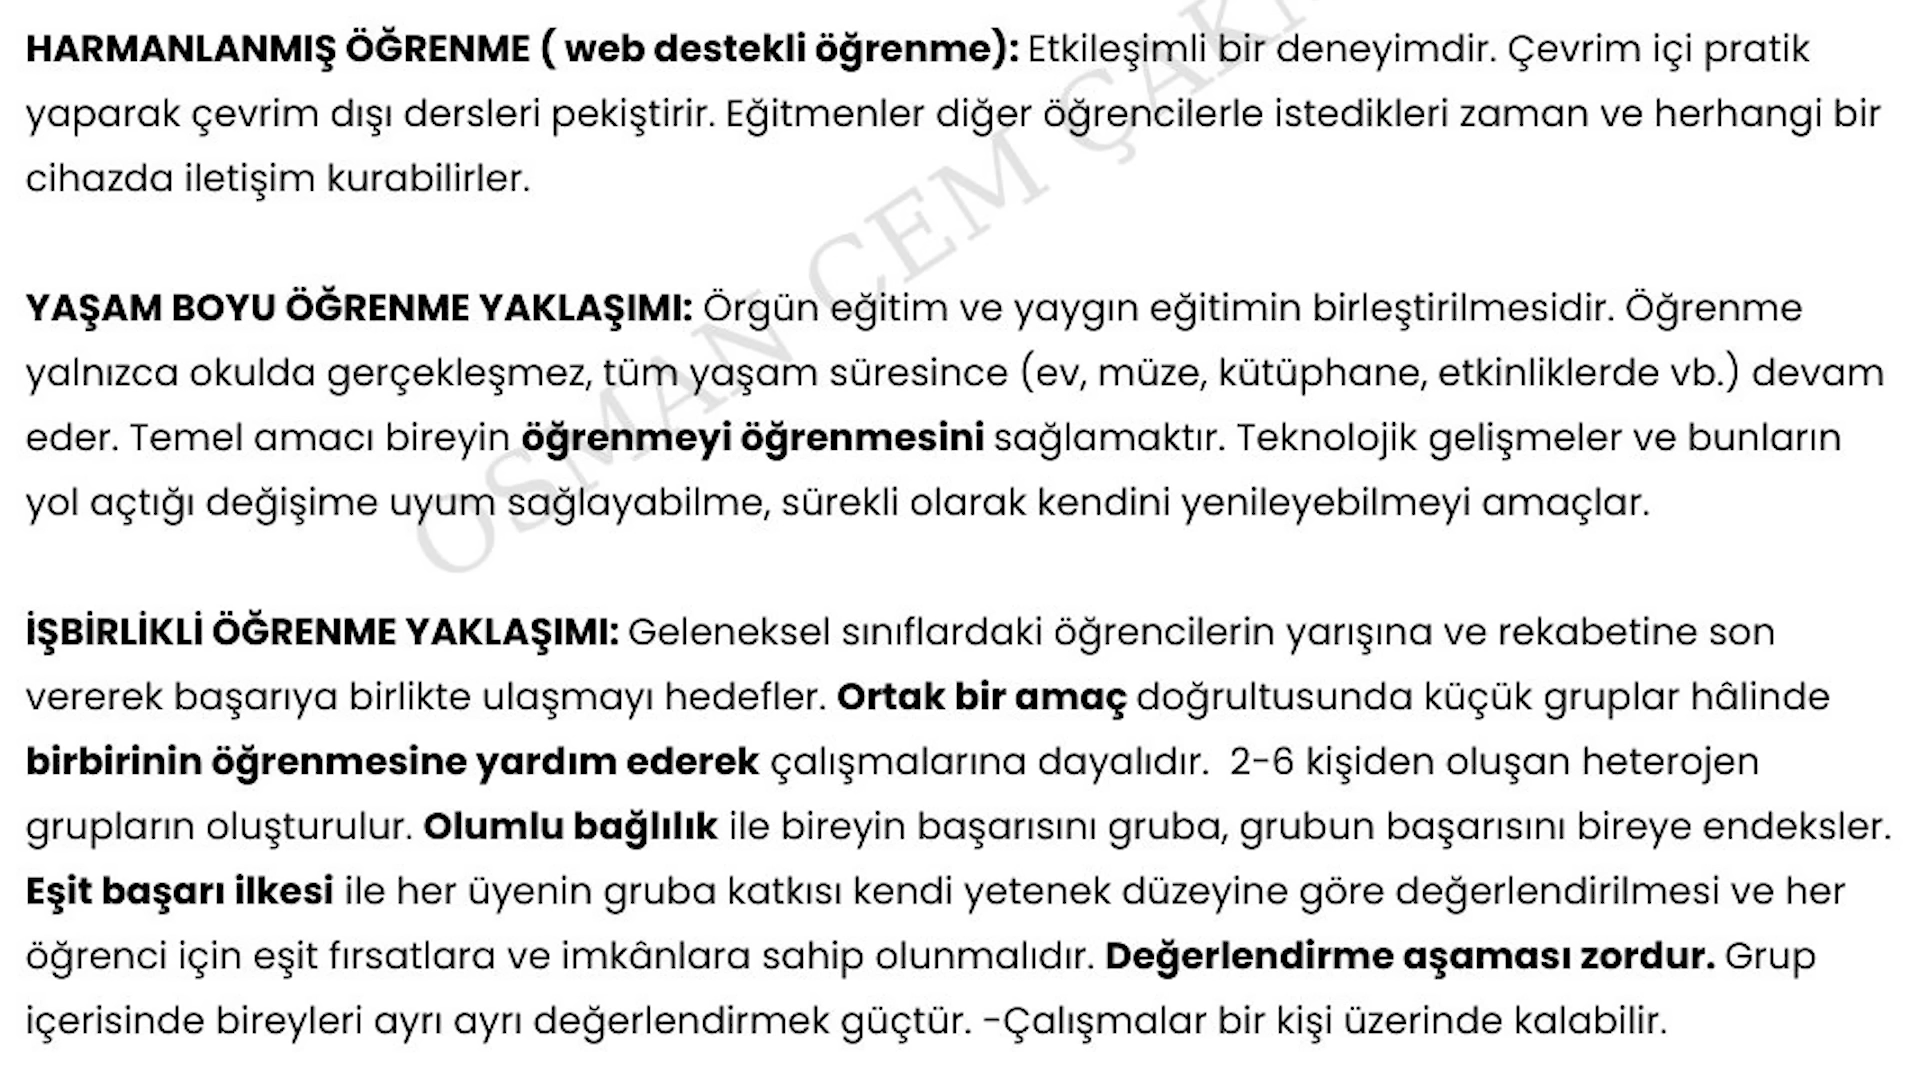 HARMANLANMIŞ ÖĞRENME ( web destekli öğrenme): Etkileşimli bir deneyimdir. Çevrim içi pratik
yaparak çevrim dışı dersleri pekiştirir. Eğitmenler diğer öğrencilerle istedikleri zaman ve herhangi bir
cihazda iletişim kurabilirler.
YAŞAM BOYU ÖĞRENME YAKLAŞIMI: Örgün eğitim ve yaygın eğitimin birleştirilmesidir. Öğrenme
yalnızca okulda gerçekleşmez, tüm yaşam süresince (ev, müze, kütüphane, etkinliklerde vb.) devam
eder. Temel amacı bireyin öğrenmeyi öğrenmesini sağlamaktır. Teknolojik gelişmeler ve bunların
yol açtığı değişime uyum sağlayabilme, sürekli olarak kendini yenileyebilmeyi amaçlar.
İŞBİRLİKLİ ÖĞRENME YAKLAŞIMI: Geleneksel sınıflardaki öğrencilerin yarışına ve rekabetine son
vererek başarıya birlikte ulaşmayı hedefler. Ortak bir amaç doğrultusunda küçük gruplar hâlinde
birbirinin öğrenmesine yardım ederek çalışmalarına dayalıdır.  2-6 kişiden oluşan heterojen
grupların oluşturulur. Olumlu bağlılık ile bireyin başarısını gruba, grubun başarısını bireye endeksler.
Eşit başarı ilkesi ile her üyenin gruba katkısı kendi yetenek düzeyine göre değerlendirilmesi ve her
öğrenci için eşit fırsatlara ve imkânlara sahip olunmalıdır. Değerlendirme aşaması zordur. Grup
içerisinde bireyleri ayrı ayrı değerlendirmek güçtür. -Çalışmalar bir kişi üzerinde kalabilir.
OSMAN CEM